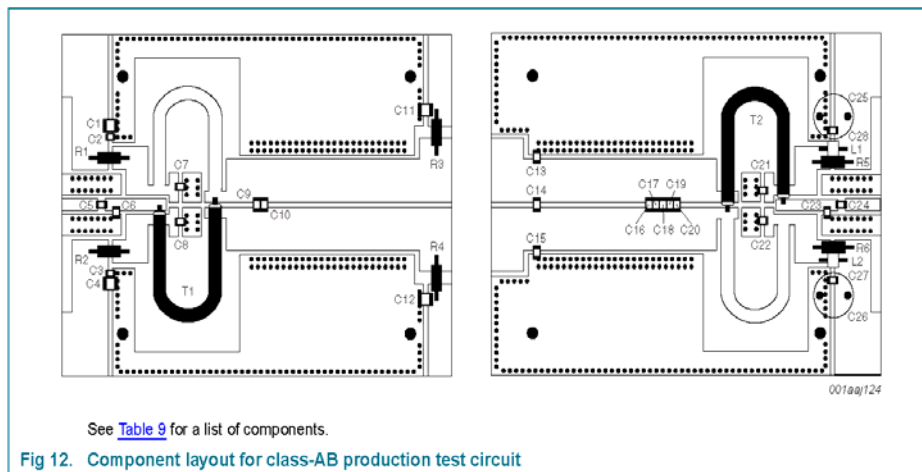 C1
C2
R1
C5
C6
R2
C3
C4
C7
C8
T1
C9
C10
C11
R3
R4
C12
C13
C14
C15
C17
C19
C16
C18
C20
T2
C21
C22
C25
C28
L1
R5
C23
C24
R6
L2
C27
C26
001aaj124
See Table 9 for a list of components.
Fig 12. Component layout for class-AB production test circuit